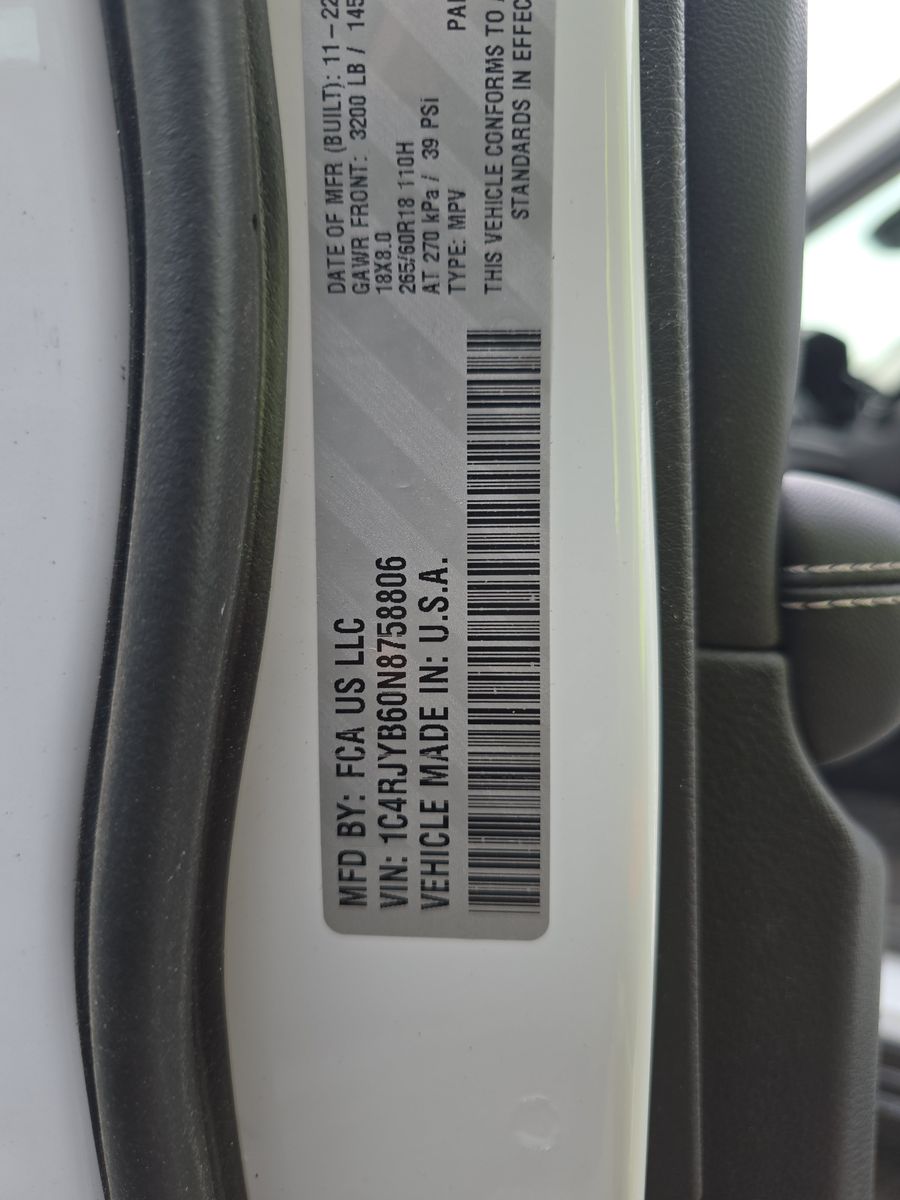 MFD BY: FCA US LLC
VIN: 1C4RJYB60N8758806
VEHICLE MADE IN: U.S.A.
DATE OF MFR (BUILT): 11-22
GAWR FRONT: 3200 LB / 145
18X8.0
265/60R18 110H
AT 270 kPa / 39 PSi
TYPE: MPV
THIS VEHICLE CONFORMS TO
STANDARDS IN EFFEC